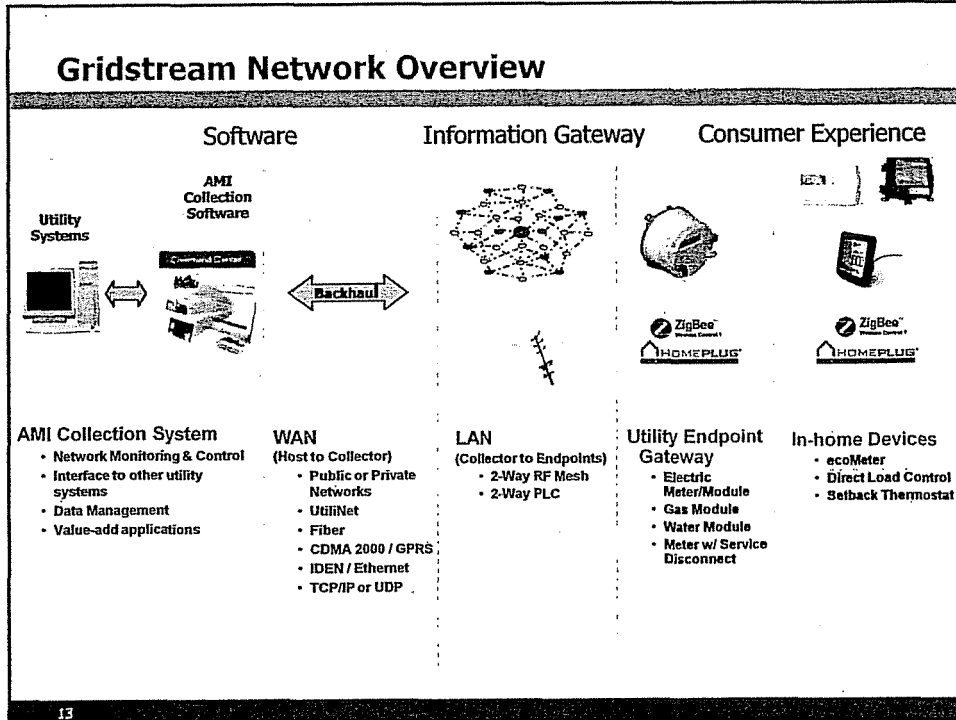 Gridstream Network Overview
Software
Information Gateway
Consumer Experience
AMI
Collection
Software
Utility
Systems
Command Center
Backhaul
ZigBee™
HOMEPLUG
ZigBee™
HOMEPLUG
AMI Collection System
• Network Monitoring & Control
• Interface to other utility
systems
• Data Management
• Value-add applications
WAN
(Host to Collector)
• Public or Private
Networks
• UtiliNet
• Fiber
• CDMA 2000 / GPRS
• IDEN / Ethernet
• TCP/IP or UDP
LAN
(Collector to Endpoints)
• 2-Way RF Mesh
• 2-Way PLC
Utility Endpoint
Gateway
• Electric
Meter/Module
• Gas Module
• Water Module
• Meter w/ Service
Disconnect
In-home Devices
• ecoMeter
• Direct Load Control
• Setback Thermostat
13